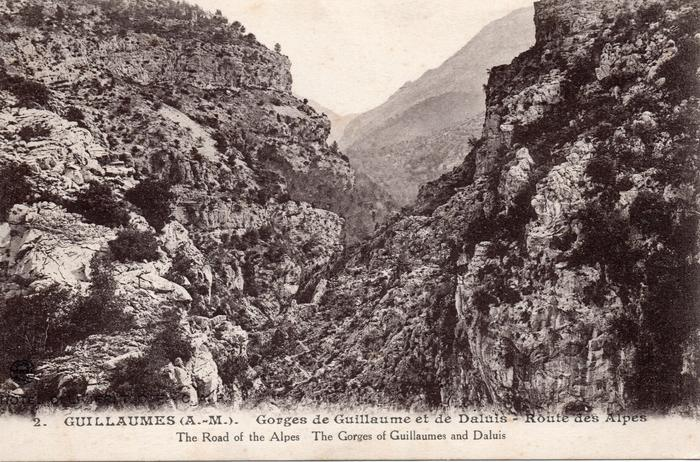 2. GUILLAUMES (A.-M.). Gorges de Guillaume et de Daluis - Route des Alpes
The Road of the Alpes The Gorges of Guillaumes and Daluis